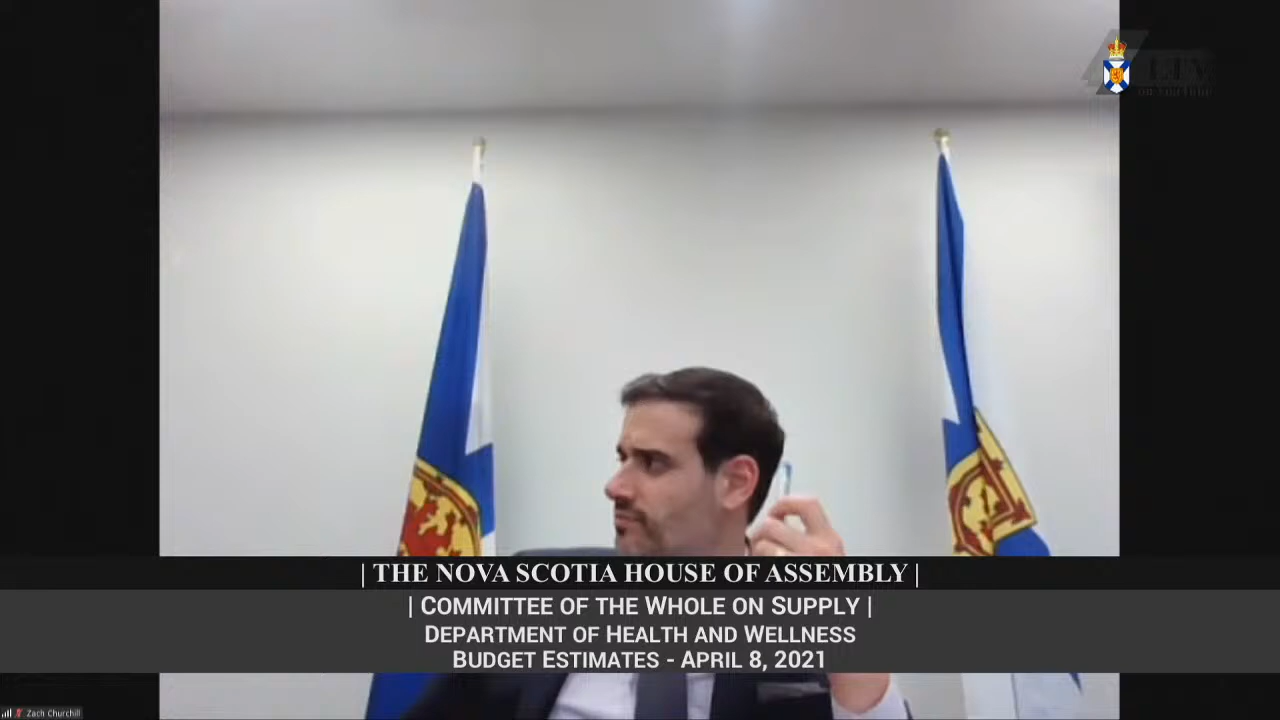 | THE NOVA SCOTIA HOUSE OF ASSEMBLY |
| COMMITTEE OF THE WHOLE ON SUPPLY |
DEPARTMENT OF HEALTH AND WELLNESS
BUDGET ESTIMATES - APRIL 8, 2021
Zach Churchill